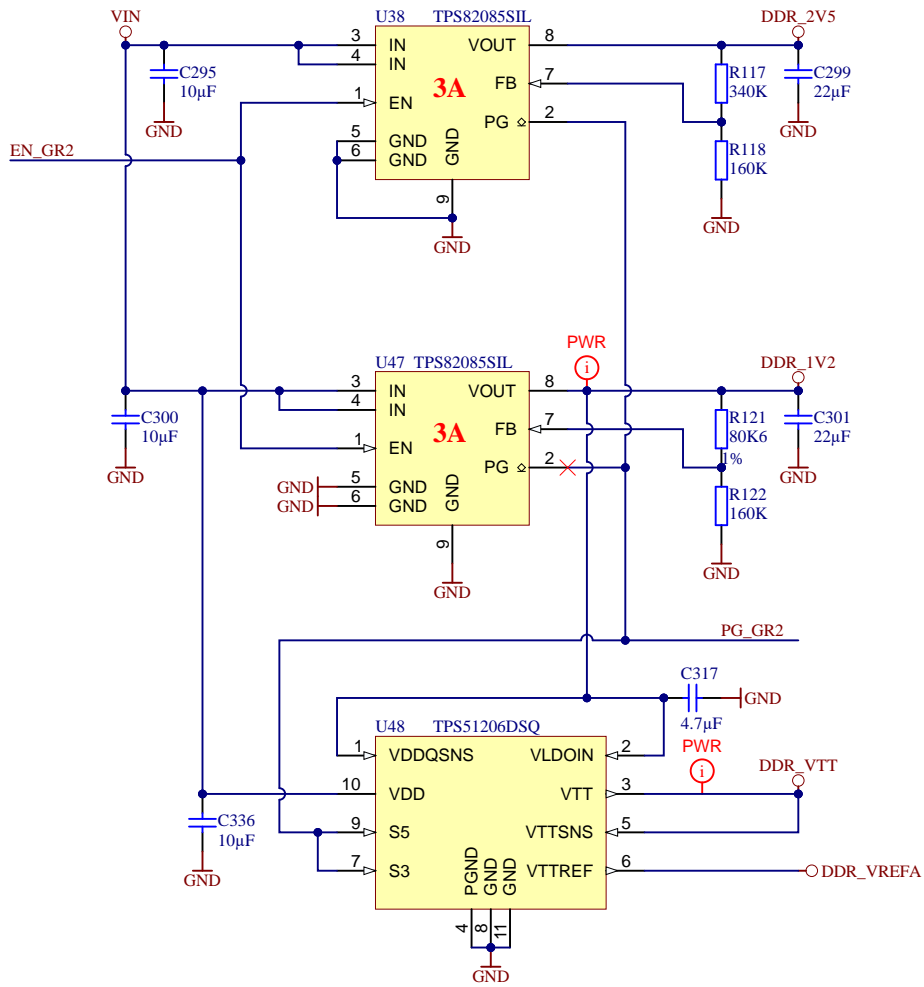 VIN
U38 TPS82085SIL
DDR_2V5
3 IN VOUT 8
4 IN
C295
10µF
GND
3A
FB 7
R117
340K
C299
22µF
GND
1 EN
PG 2
EN_GR2
5 GND
6 GND
GND
9
GND
R118
160K
GND
PWR
i
U47 TPS82085SIL
DDR_1V2
3 IN VOUT 8
4 IN
C300
10µF
GND
3A
FB 7
R121
80K6
1%
C301
22µF
GND
1 EN
PG 2
GND 5 GND
GND 6 GND
GND
9
GND
R122
160K
GND
PG_GR2
C317
4.7µF
GND
U48 TPS51206DSQ
PWR
i
1 VDDQSNS VLDOIN 2
DDR_VTT
10 VDD VTT 3
C336
10µF
GND
9 S5 VTTSNS 5
7 S3 VTTREF 6
DDR_VREFA
PGND
GND
GND
4
8
11
GND